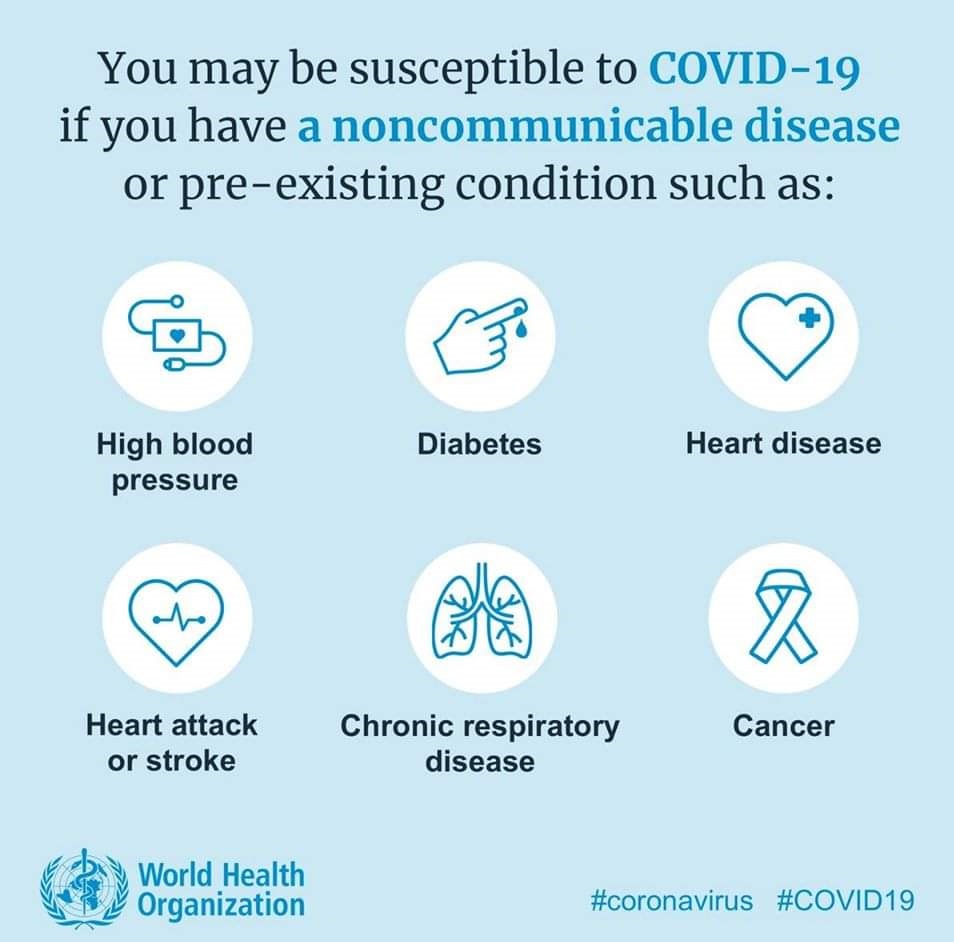 You may be susceptible to COVID-19
if you have a noncommunicable disease
or pre-existing condition such as:
High blood
pressure
Diabetes
Heart disease
Heart attack
or stroke
Chronic respiratory
disease
Cancer
World Health
Organization
#coronavirus #COVID19